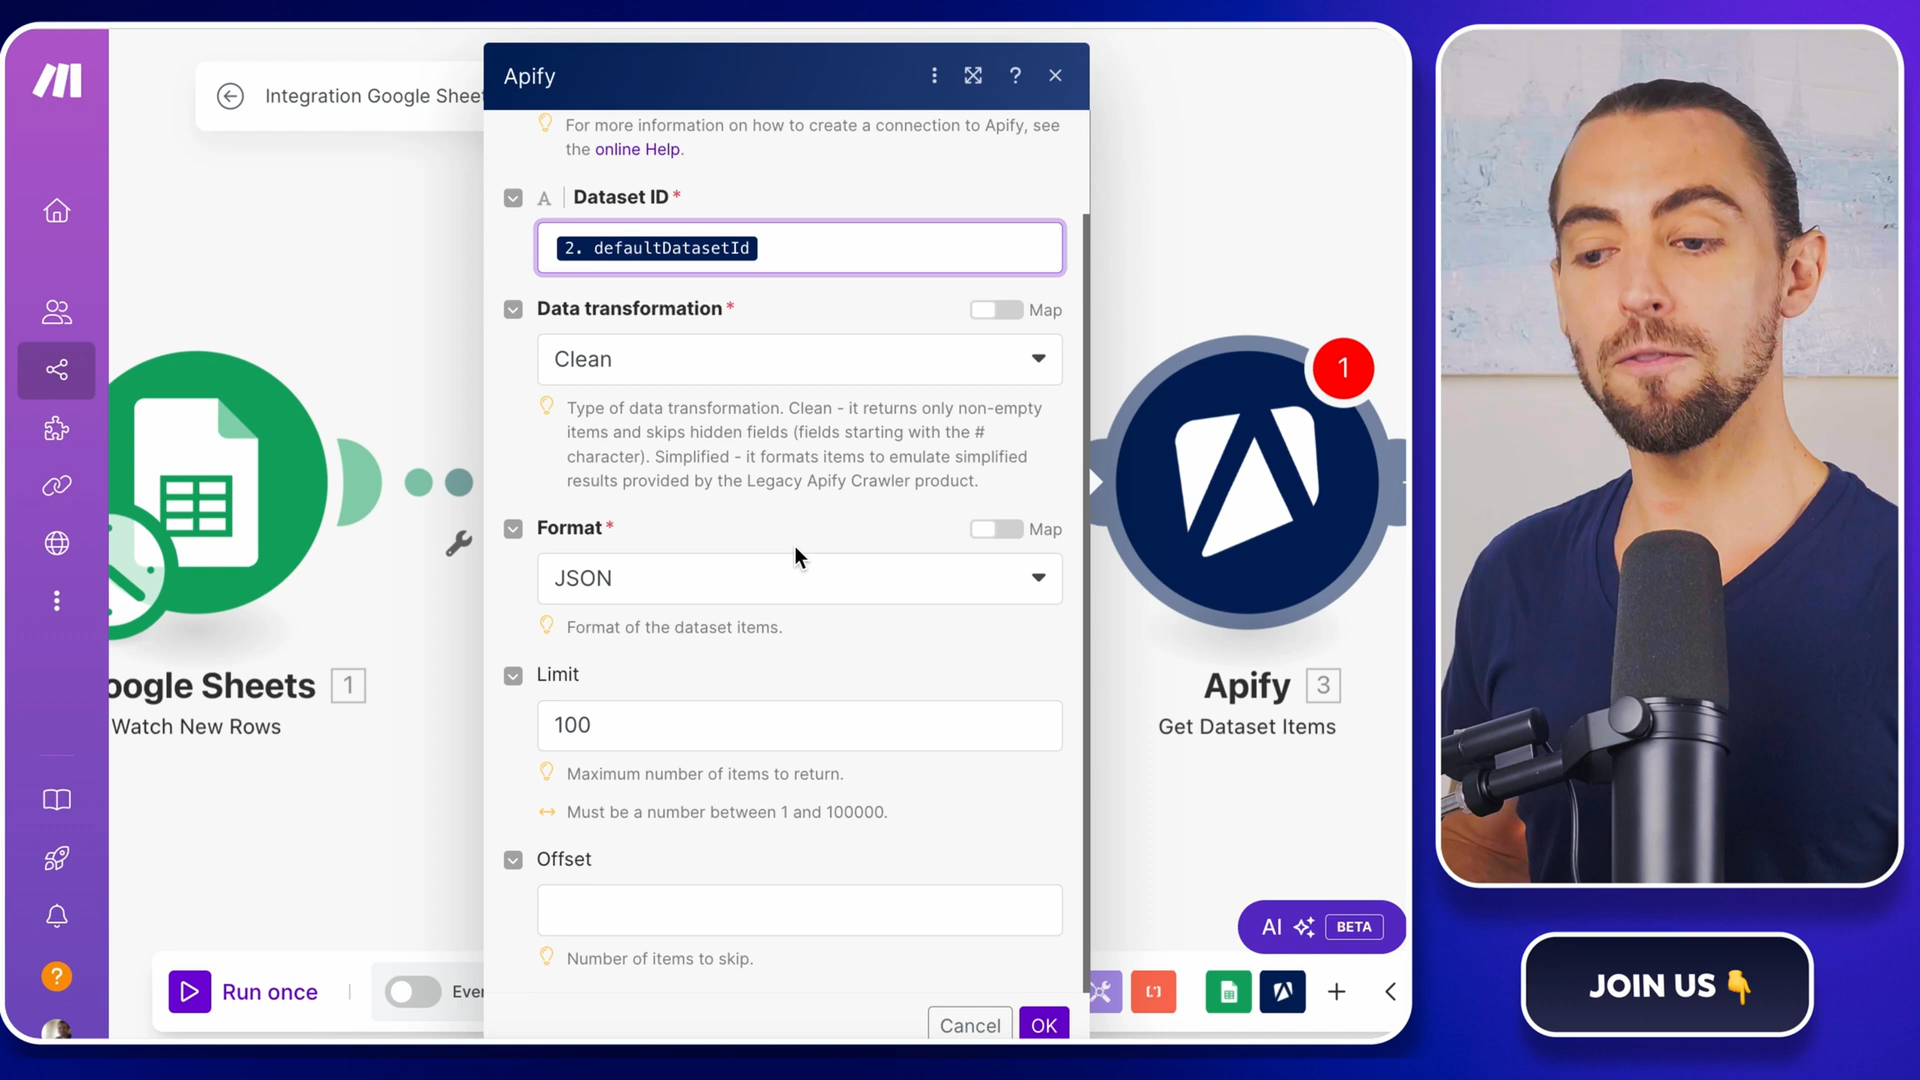 Integration Google Sheet
Apify
?
For more information on how to create a connection to Apify, see
the online Help.
A
Dataset ID *
2. defaultDatasetId
Data transformation *
Map
Clean
Type of data transformation. Clean - it returns only non-empty
items and skips hidden fields (fields starting with the #
character). Simplified - it formats items to emulate simplified
results provided by the Legacy Apify Crawler product.
Format *
Map
JSON
Format of the dataset items.
Limit
100
Maximum number of items to return.
Must be a number between 1 and 100000.
Offset
Number of items to skip.
Cancel
OK
oogle Sheets 1
Watch New Rows
1
Apify 3
Get Dataset Items
AI BETA
?
Run once
Ever
JOIN US 👇